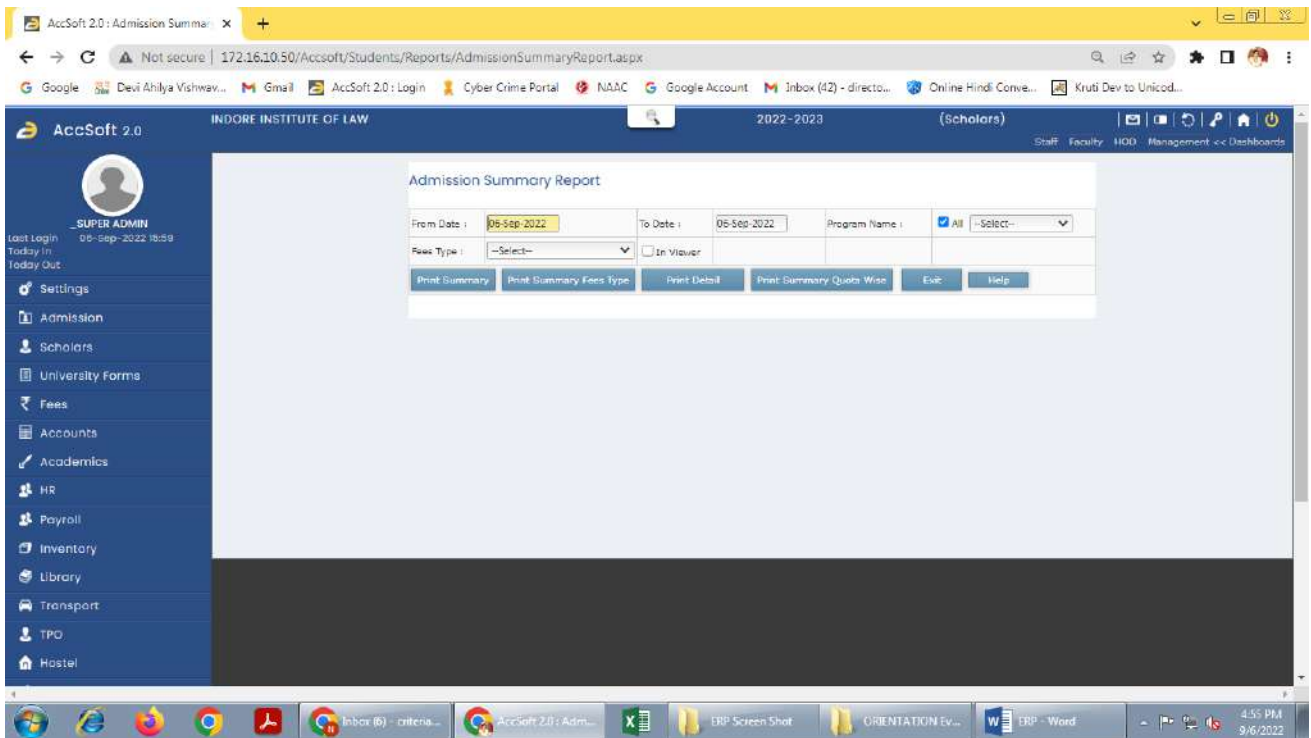 AccSoft 2.0 : Admission Summar
Not secure | 172.16.10.50/Accsoft/Students/Reports/AdmissionSummaryReport.aspx
Google Devi Ahilya Vishwav... Gmail AccSoft 2.0 : Login Cyber Crime Portal NAAC Google Account Inbox (42) - directo... Online Hindi Conve... Kruti Dev to Unicod...
AccSoft 2.0 INDORE INSTITUTE OF LAW 2022-2023 (Scholars)
Staff Faculty HOD Management << Dashboards
Admission Summary Report
From Date : 06-Sep-2022 To Date : 06-Sep-2022 Program Name : All --Select--
Fees Type : --Select-- In Viewer
Print Summary Print Summary Fees Type Print Detail Print Summary Quota Wise Exit Help
_SUPER ADMIN
Last Login 06-Sep-2022 16:59
Today In
Today Out
Settings
Admission
Scholars
University Forms
₹ Fees
Accounts
Academics
HR
Payroll
Inventory
Library
Transport
TPO
Hostel
Inbox (6) - criteria... AccSoft 2.0 : Adm... ERP Screen Shot ORIENTATION Ev... ERP - Word 4:55 PM
9/6/2022